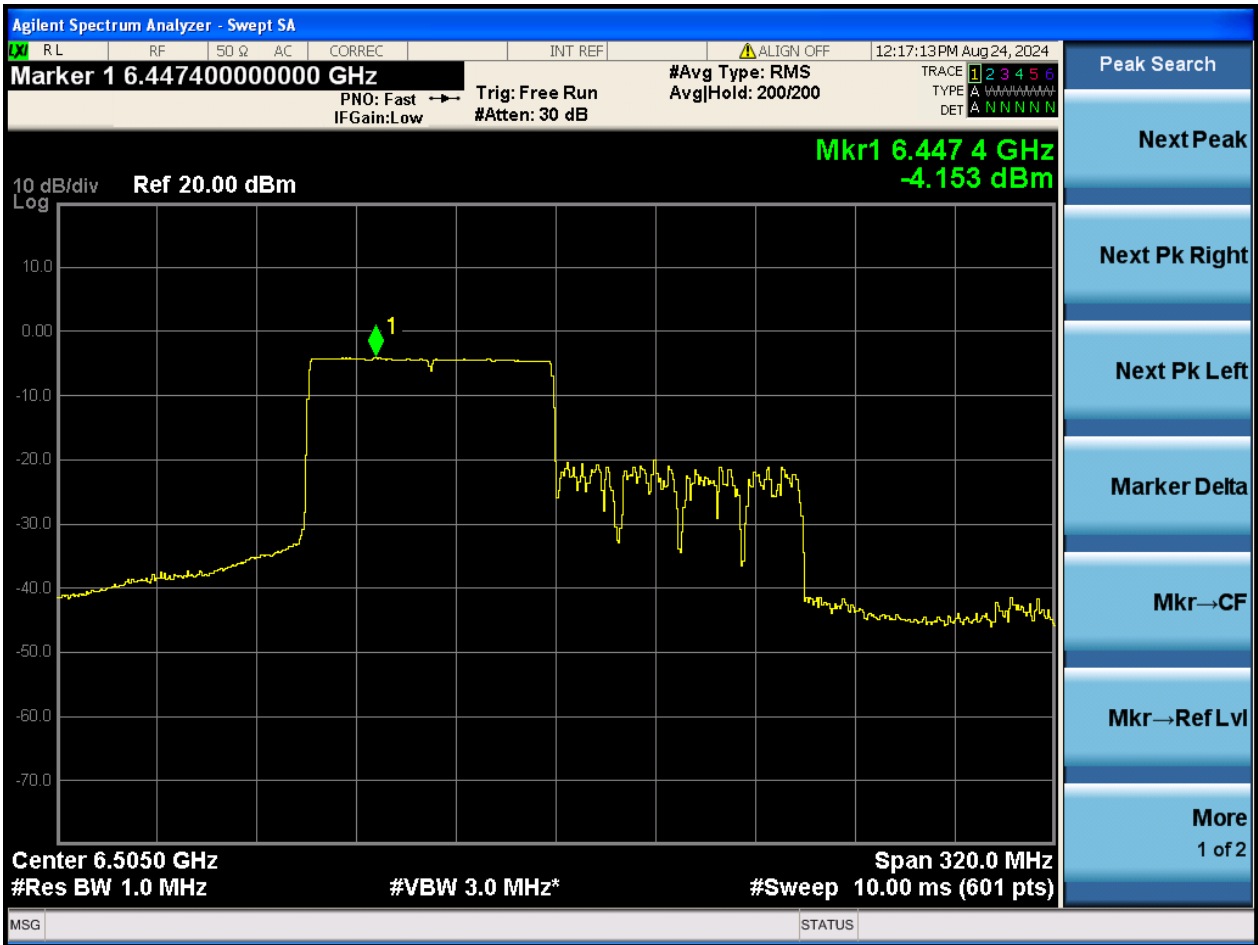 Agilent Spectrum Analyzer - Swept SA
LXI RL RF 50 Ω AC CORREC INT REF ALIGN OFF 12:17:13 PM Aug 24, 2024
Marker 1 6.447400000000 GHz
PNO: Fast
IFGain:Low
Trig: Free Run
#Atten: 30 dB
#Avg Type: RMS
Avg|Hold: 200/200
TRACE 1 2 3 4 5 6
TYPE A WWWWW
DET A N N N N N
Mkr1 6.447 4 GHz
-4.153 dBm
10 dB/div Ref 20.00 dBm
Log
10.0
1
0.00
-10.0
-20.0
-30.0
-40.0
-50.0
-60.0
-70.0
Center 6.5050 GHz Span 320.0 MHz
#Res BW 1.0 MHz #VBW 3.0 MHz* #Sweep 10.00 ms (601 pts)
MSG STATUS
Peak Search
Next Peak
Next Pk Right
Next Pk Left
Marker Delta
Mkr→CF
Mkr→Ref Lvl
More
1 of 2